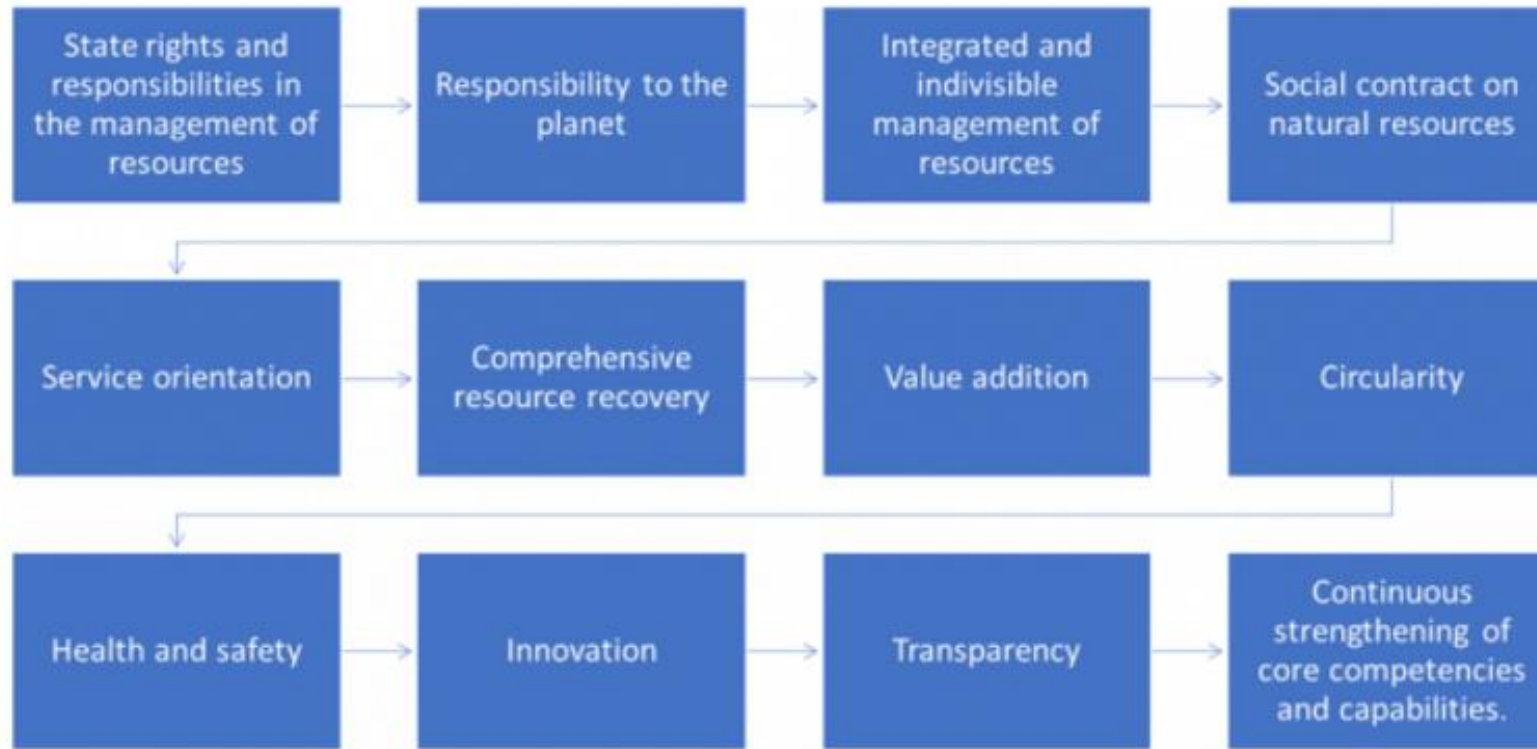 State rights and
responsibilities in
the management of
resources
Responsibility to the
planet
Integrated and
indivisible
management of
resources
Social contract on
natural resources
Service orientation
Comprehensive
resource recovery
Value addition
Circularity
Health and safety
Innovation
Transparency
Continuous
strengthening of
core competencies
and capabilities.